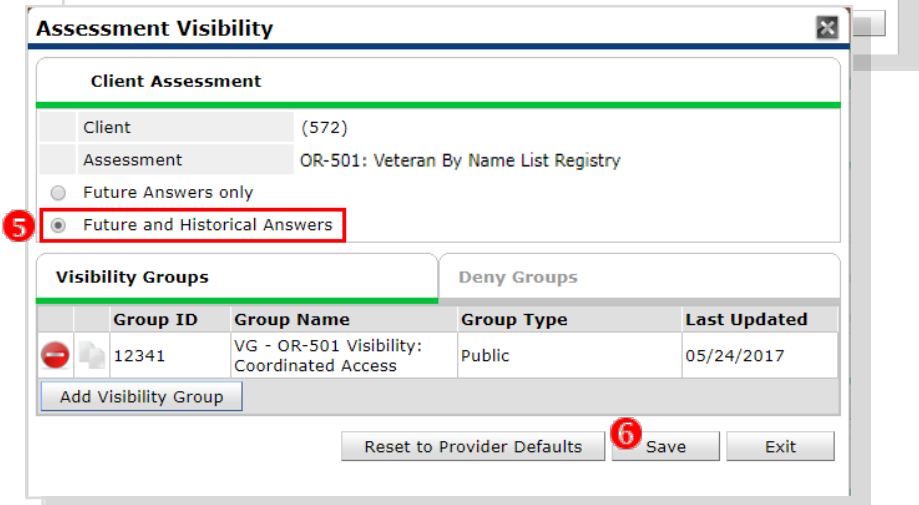 Assessment Visibility
Client Assessment
Client (572)
Assessment OR-501: Veteran By Name List Registry
Future Answers only
5 Future and Historical Answers
Visibility Groups Deny Groups
Group ID Group Name Group Type Last Updated
12341 VG - OR-501 Visibility: Coordinated Access Public 05/24/2017
Add Visibility Group
Reset to Provider Defaults 6 Save Exit